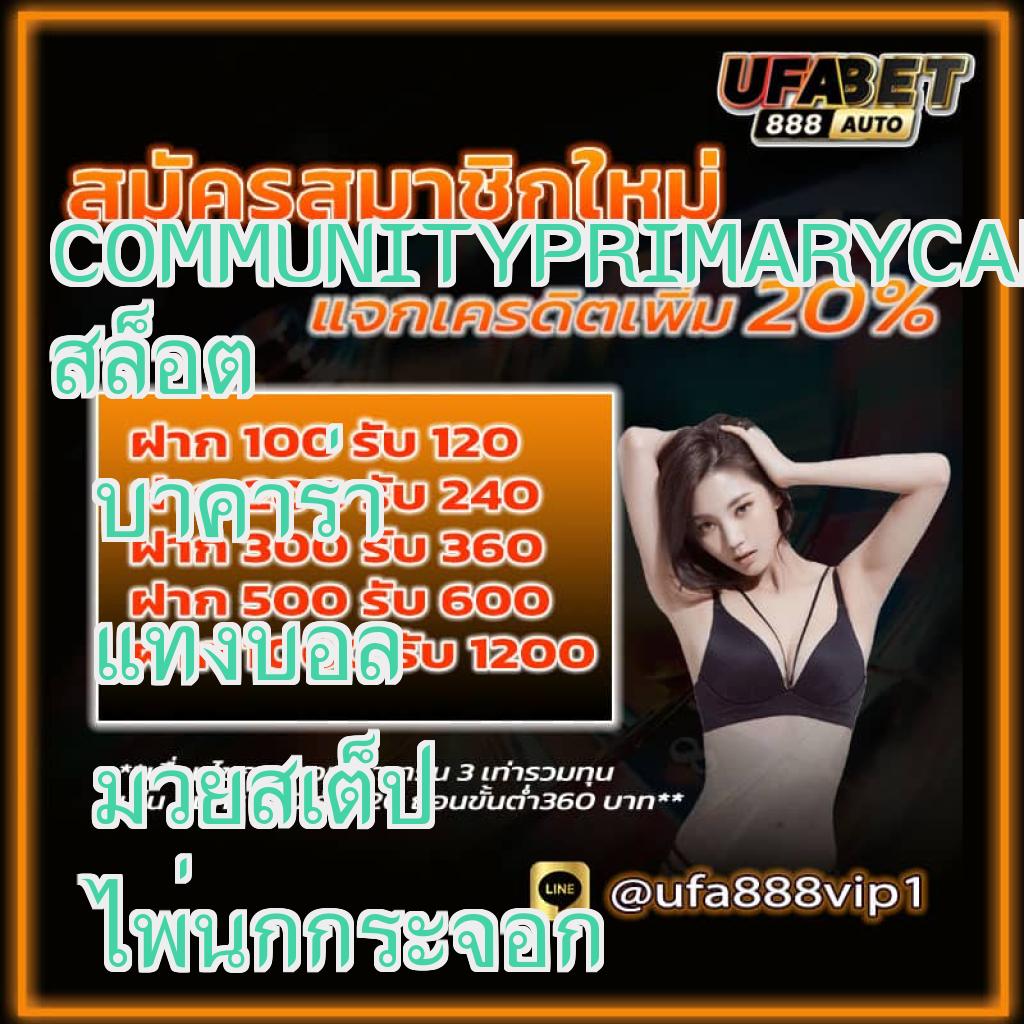 UFABET
888 AUTO
สมัครสมาชิกใหม่
COMMUNITYPRIMARYCA
แจกเครดิตเพิ่ม 20%
สล็อต
ฝาก 100 รับ 120
รับ 240
บาคาร่า
ฝาก 300 รับ 360
ฝาก 500 รับ 600
แทงบอล
รับ 1200
มวยสเต็ป
3 เท่ารวมทุน
ถอนขั้นต่ำ360 บาท**
LINE @ufa888vip1
ไพ่นกกระจอก